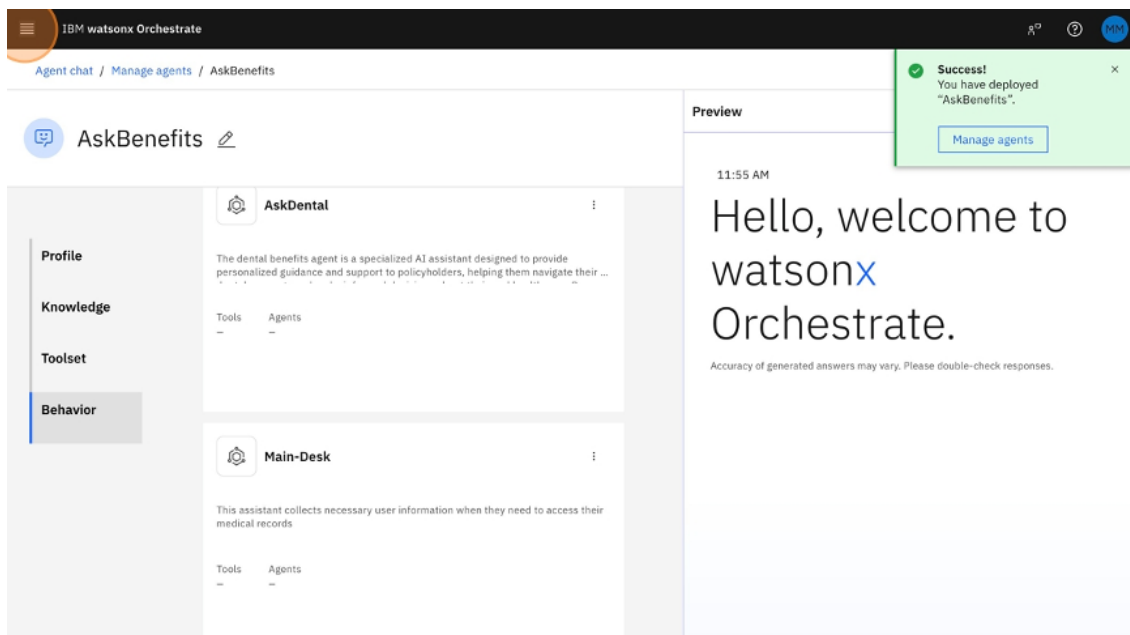 IBM watsonx Orchestrate
MM
Agent chat / Manage agents / AskBenefits
Success!
You have deployed
"AskBenefits".
Manage agents
AskBenefits
Preview
Profile
Knowledge
Toolset
Behavior
AskDental
The dental benefits agent is a specialized AI assistant designed to provide
personalized guidance and support to policyholders, helping them navigate their ...
Tools Agents
– –
Main-Desk
This assistant collects necessary user information when they need to access their
medical records
Tools Agents
– –
11:55 AM
Hello, welcome to
watsonx
Orchestrate.
Accuracy of generated answers may vary. Please double-check responses.